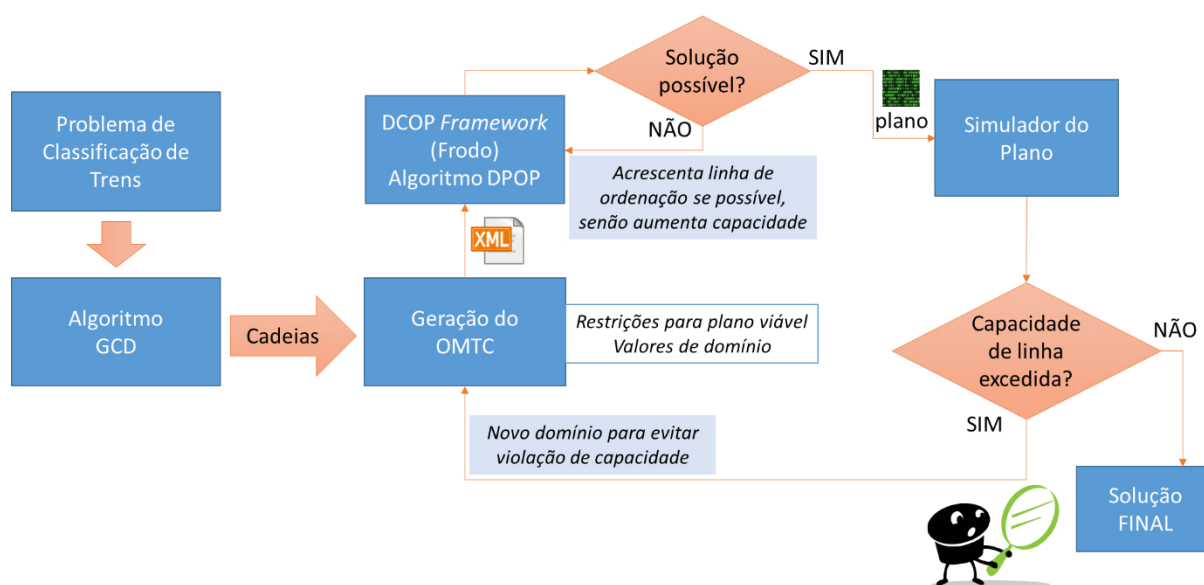 Problema de
Classificação de
Trens
Algoritmo
GCD
Cadeias
Geração do
OMTC
Restrições para plano viável
Valores de domínio
XML
DCOP Framework
(Frodo)
Algoritmo DPOP
Solução
possível?
SIM
NÃO
Acrescenta linha de
ordenação se possível,
senão aumenta capacidade
plano
Simulador do
Plano
Capacidade
de linha
excedida?
NÃO
SIM
Novo domínio para evitar
violação de capacidade
Solução
FINAL